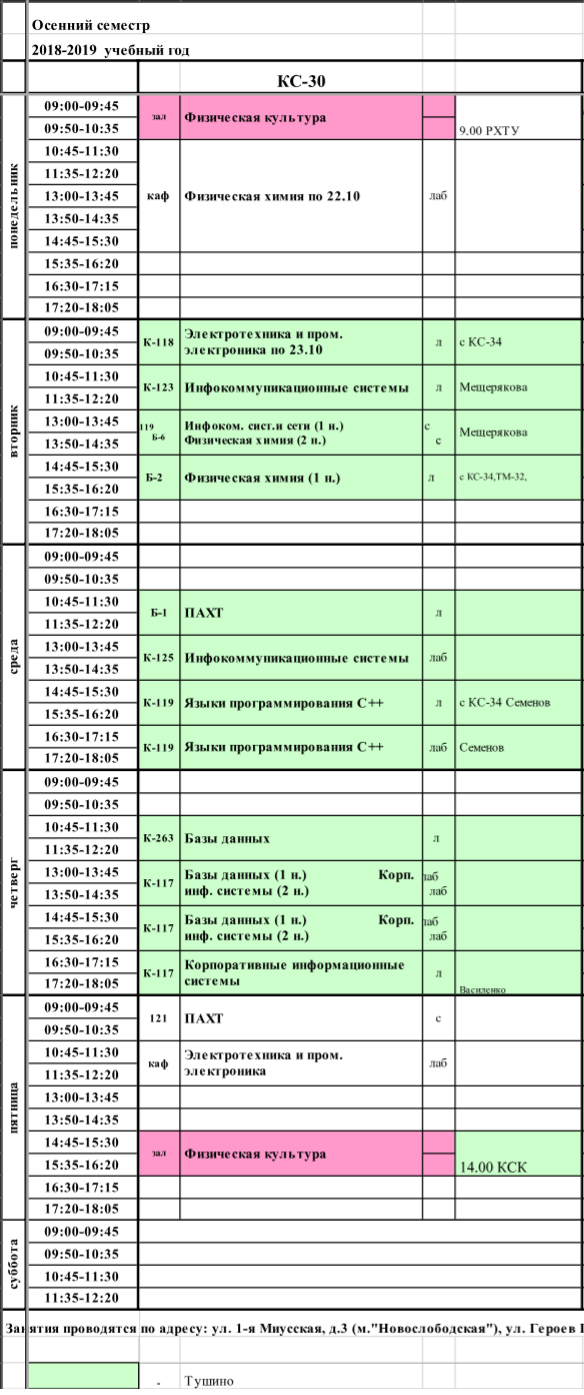 Осенний семестр
2018-2019 учебный год
КС-30
понедельник
09:00-09:45
зал Физическая культура
09:50-10:35 9.00 РХТУ
10:45-11:30
11:35-12:20
13:00-13:45 каф Физическая химия по 22.10 лаб
13:50-14:35
14:45-15:30
15:35-16:20
16:30-17:15
17:20-18:05
вторник
09:00-09:45 К-118 Электротехника и пром. л с КС-34
09:50-10:35 электроника по 23.10
10:45-11:30 К-123 Инфокоммуникационные системы л Мещерякова
11:35-12:20
13:00-13:45 119 Инфоком. сист.и сети (1 н.) с Мещерякова
13:50-14:35 Б-6 Физическая химия (2 н.) с
14:45-15:30 Б-2 Физическая химия (1 н.) л с КС-34,ТМ-32,
15:35-16:20
16:30-17:15
17:20-18:05
среда
09:00-09:45
09:50-10:35
10:45-11:30 Б-1 ПАХТ л
11:35-12:20
13:00-13:45 К-125 Инфокоммуникационные системы лаб
13:50-14:35
14:45-15:30 К-119 Языки программирования С++ л с КС-34 Семенов
15:35-16:20
16:30-17:15 К-119 Языки программирования С++ лаб Семенов
17:20-18:05
четверг
09:00-09:45
09:50-10:35
10:45-11:30 К-263 Базы данных л
11:35-12:20
13:00-13:45 К-117 Базы данных (1 н.) Корп. лаб
13:50-14:35 инф. системы (2 н.) лаб
14:45-15:30 К-117 Базы данных (1 н.) Корп. лаб
15:35-16:20 инф. системы (2 н.) лаб
16:30-17:15 К-117 Корпоративные информационные л
17:20-18:05 системы Василенко
пятница
09:00-09:45 121 ПАХТ с
09:50-10:35
10:45-11:30 каф Электротехника и пром. лаб
11:35-12:20 электроника
13:00-13:45
13:50-14:35
14:45-15:30 зал Физическая культура
15:35-16:20 14.00 КСК
16:30-17:15
17:20-18:05
суббота
09:00-09:45
09:50-10:35
10:45-11:30
11:35-12:20
Занятия проводятся по адресу: ул. 1-я Миусская, д.3 (м."Новослободская"), ул. Героев
- Тушино